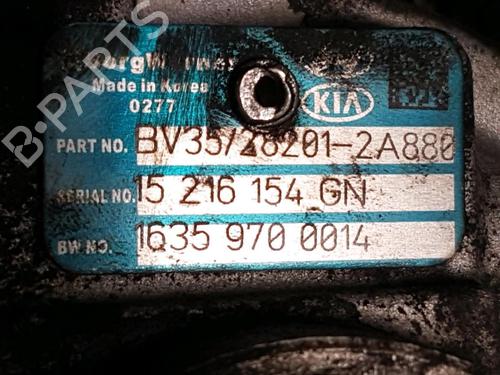 B-PARTS
Made in Korea
0277
KIA
PART NO. BV35/28201-2A880
SERIAL NO. 15 216 154 GN
BW NO. 1635 970 0014